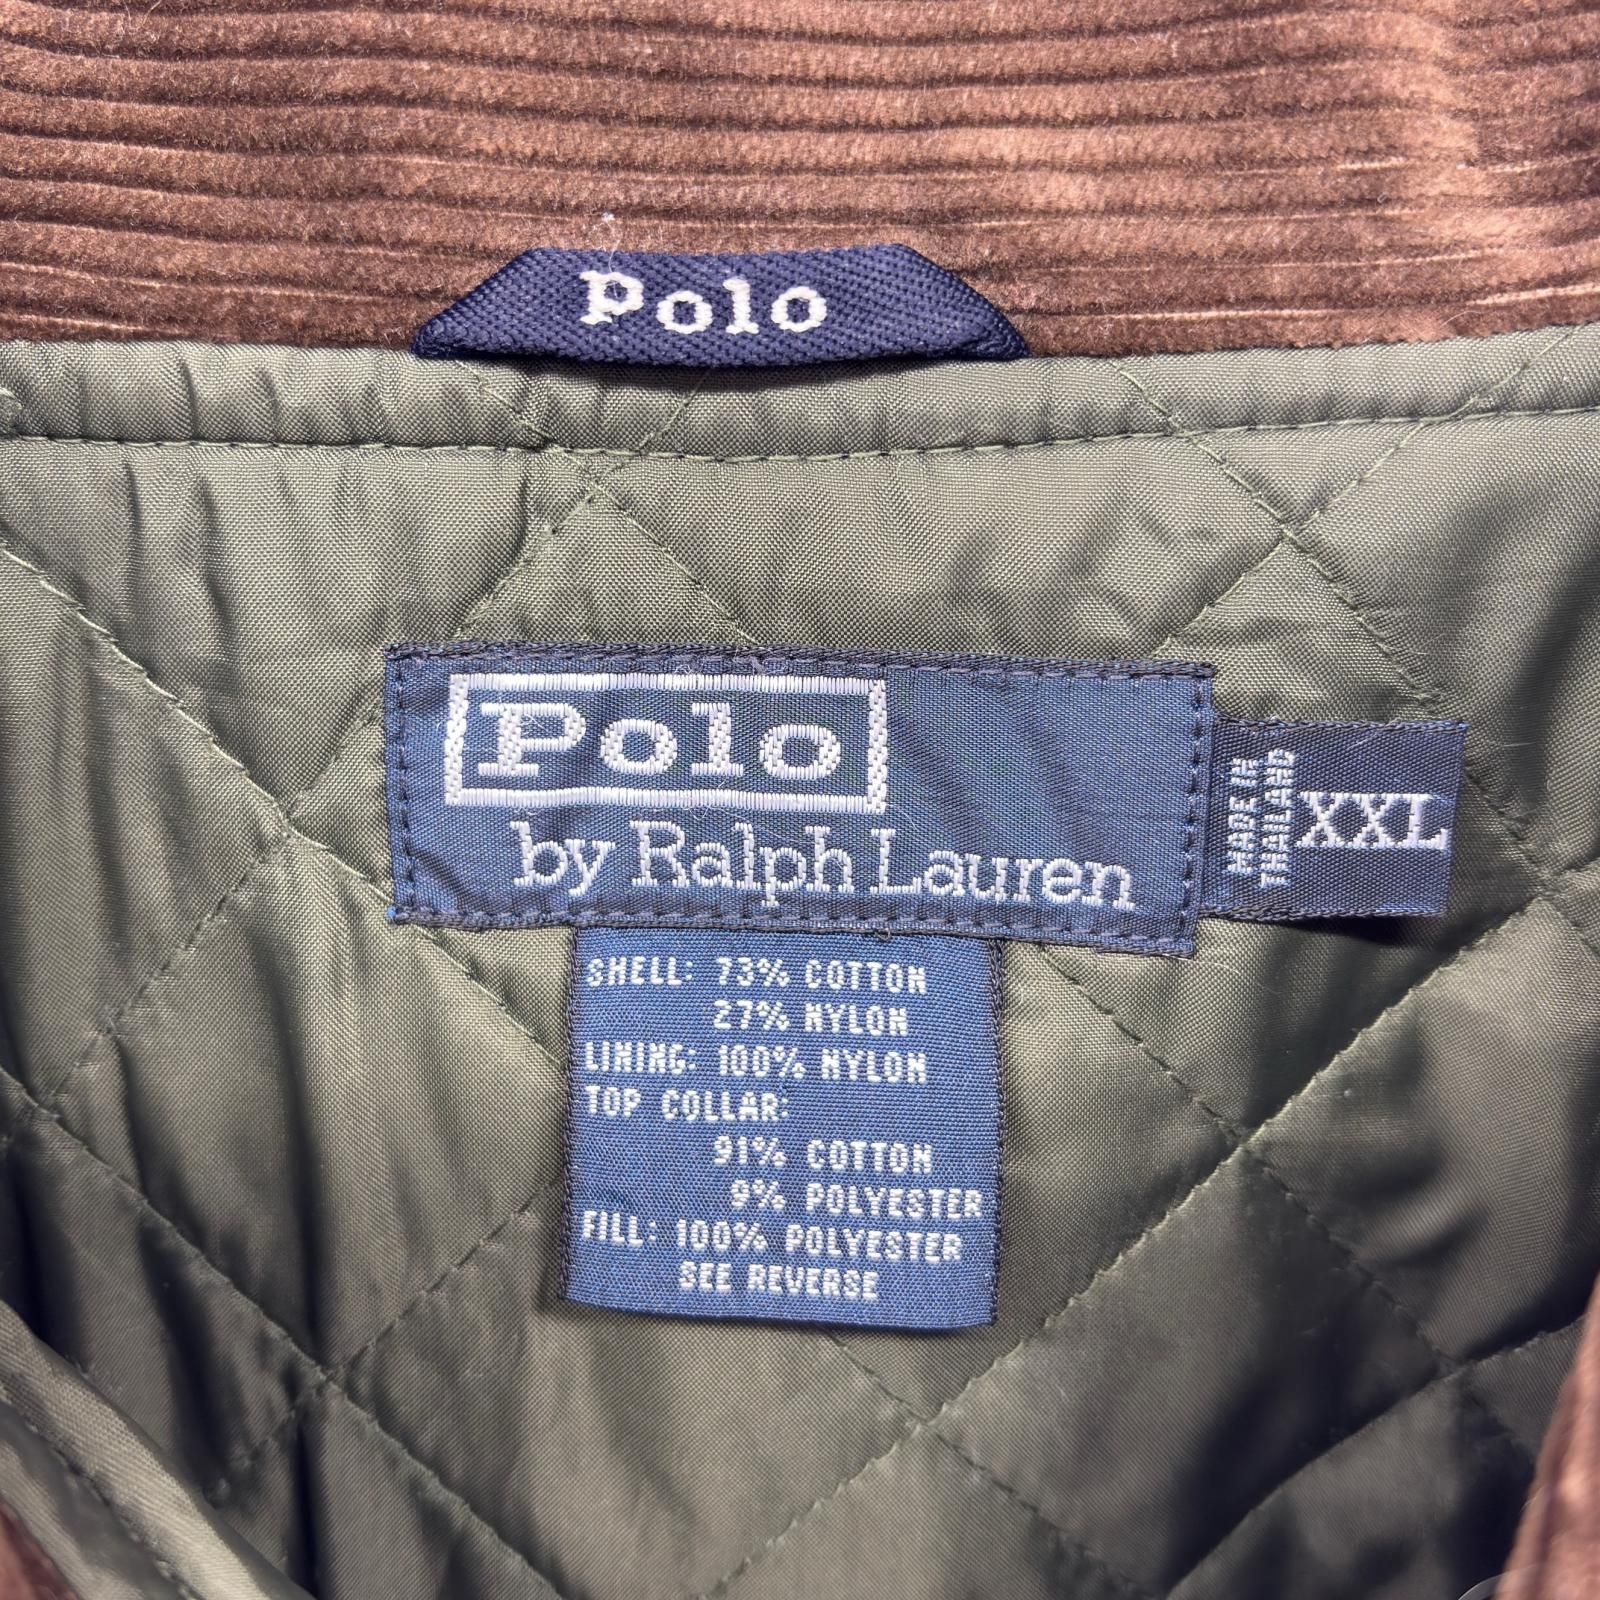 Polo
Polo
by Ralph Lauren
MADE IN
THAILAND
XXL
SHELL: 73% COTTON
27% NYLON
LINING: 100% NYLON
TOP COLLAR:
91% COTTON
9% POLYESTER
FILL: 100% POLYESTER
SEE REVERSE